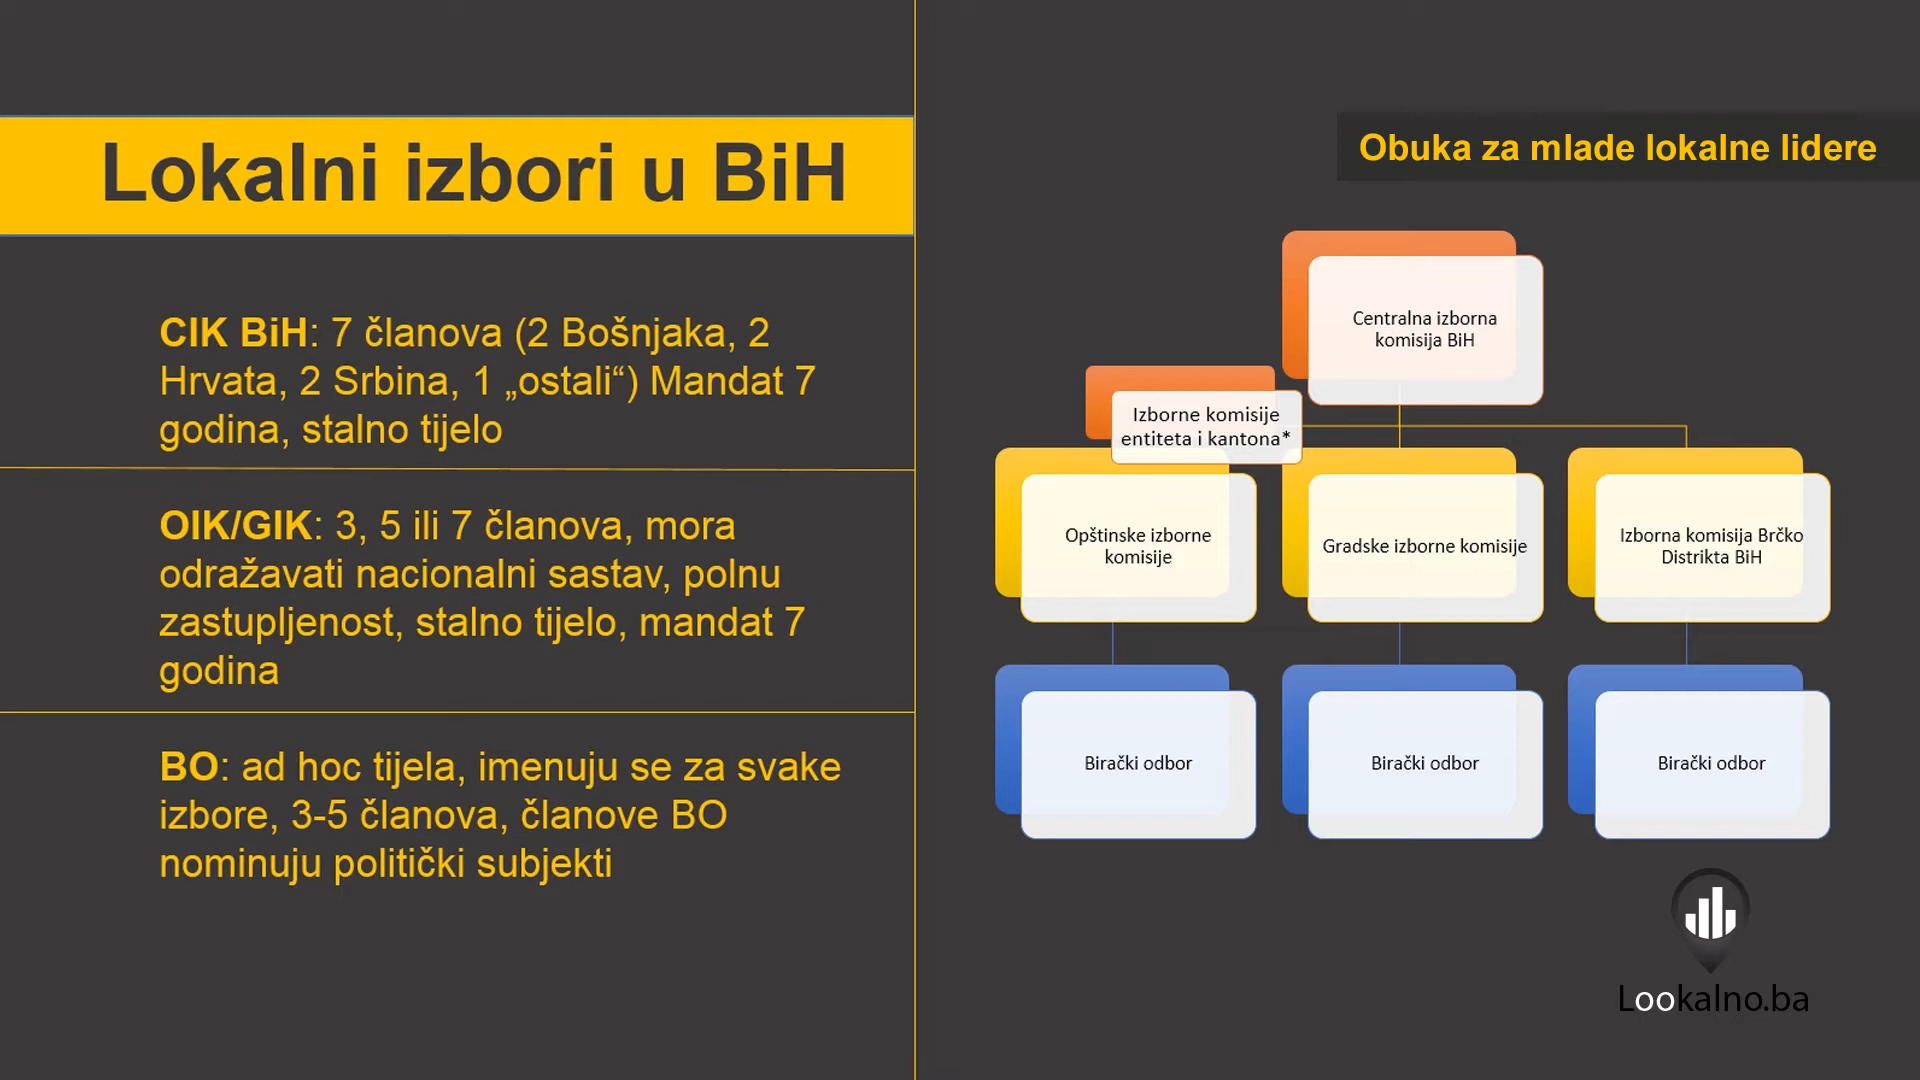 Lokalni izbori u BiH
CIK BiH: 7 članova (2 Bošnjaka, 2
Hrvata, 2 Srbina, 1 „ostali“) Mandat 7
godina, stalno tijelo
OIK/GIK: 3, 5 ili 7 članova, mora
odražavati nacionalni sastav, polnu
zastupljenost, stalno tijelo, mandat 7
godina
BO: ad hoc tijela, imenuju se za svake
izbore, 3-5 članova, članove BO
nominuju politički subjekti
Obuka za mlade lokalne lidere
Centralna izborna
komisija BiH
Izborne komisije
entiteta i kantona*
Opštinske izborne
komisije
Gradske izborne komisije
Izborna komisija Brčko
Distrikta BiH
Birački odbor
Birački odbor
Birački odbor
Lookalno.ba